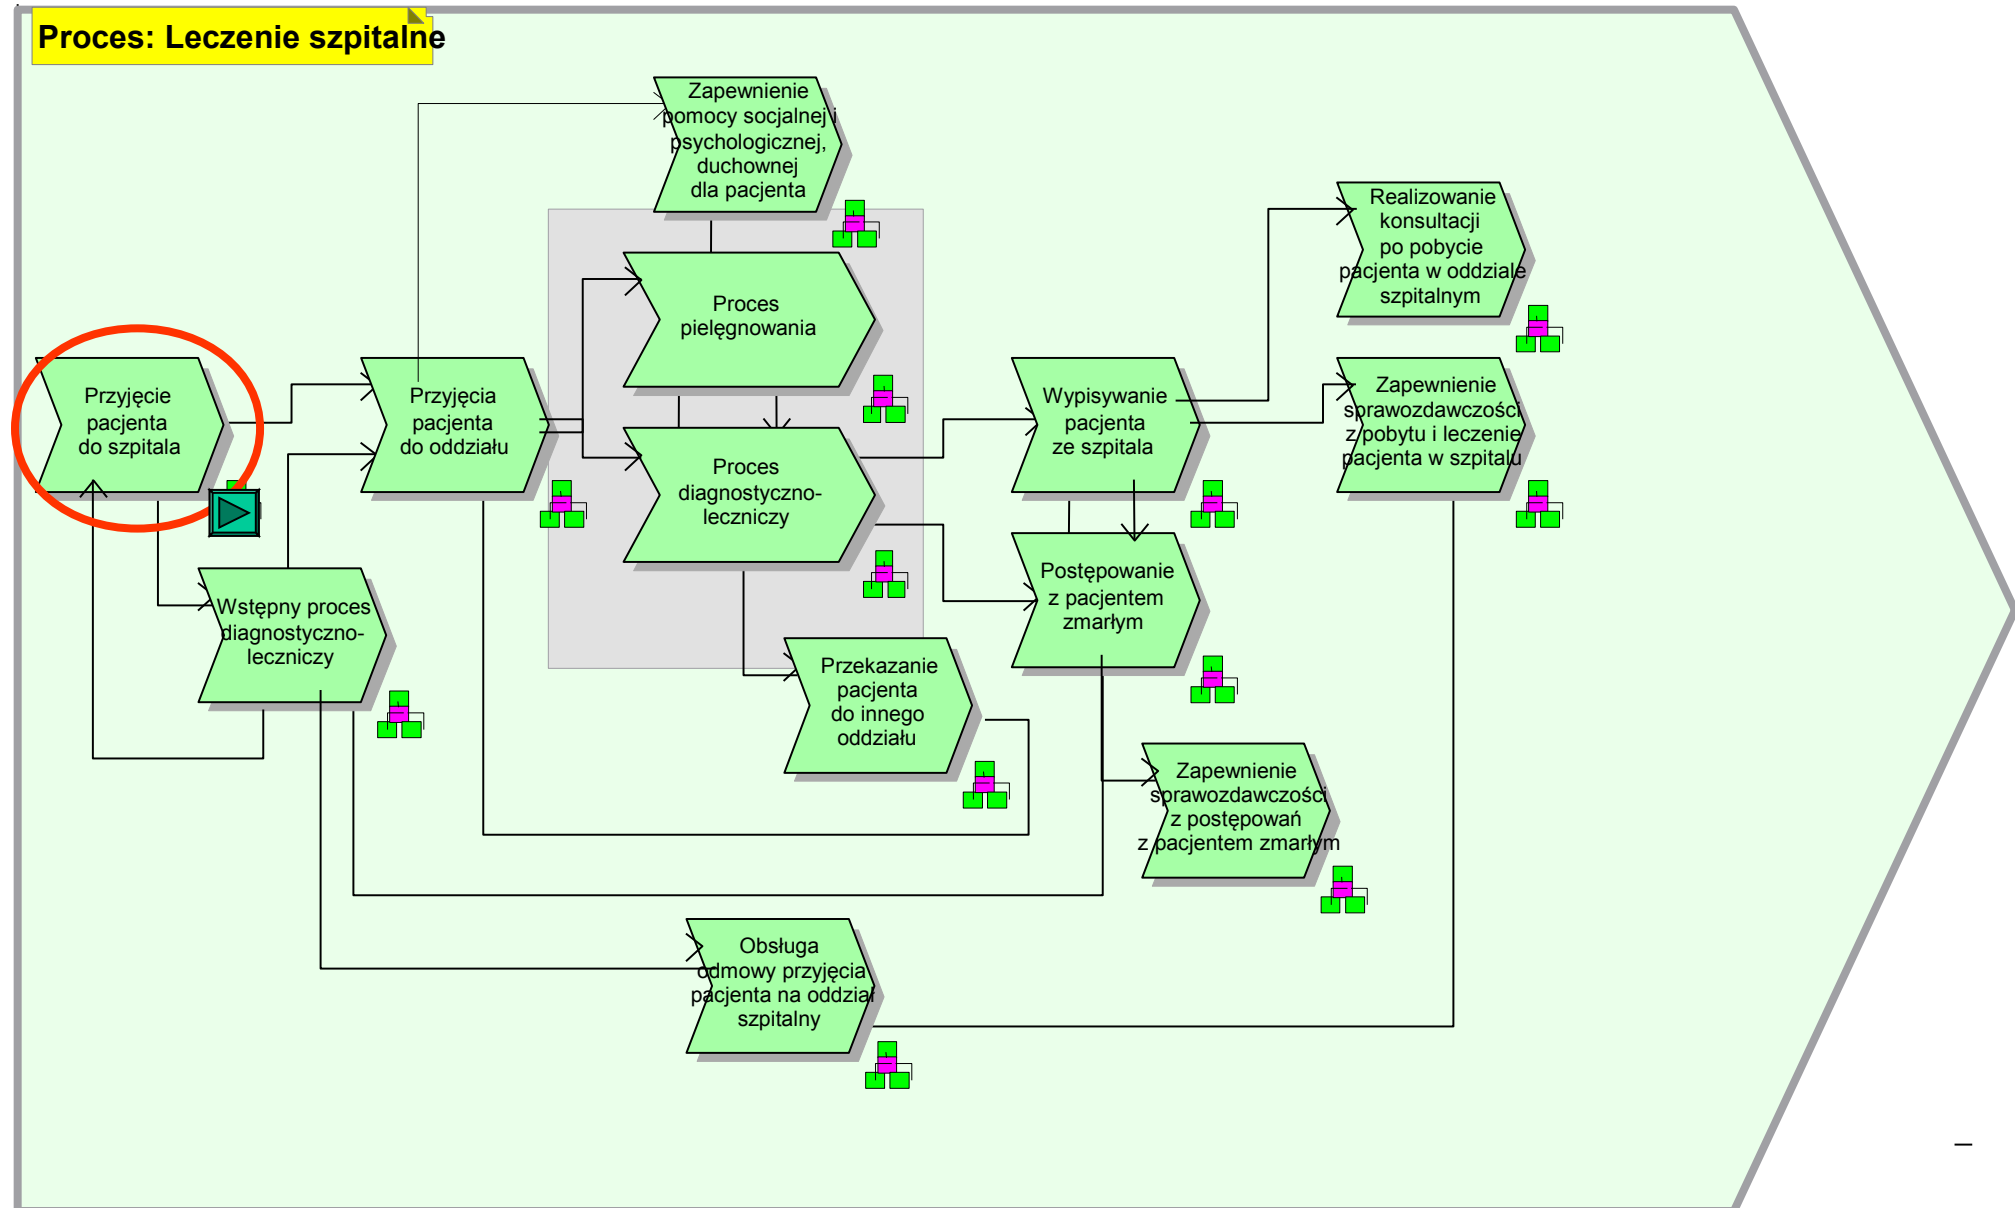 Proces: Leczenie szpitalne
Zapewnienie
pomocy socjalnej i
psychologicznej,
duchownej
dla pacjenta
Realizowanie
konsultacji
po pobycie
pacjenta w oddziale
szpitalnym
Proces
pielęgnowania
Przyjęcie
pacjenta
do szpitala
Przyjęcia
pacjenta
do oddziału
Wypisywanie
pacjenta
ze szpitala
Zapewnienie
sprawozdawczości
z pobytu i leczenie
pacjenta w szpitalu
Proces
diagnostyczno-
leczniczy
Wstępny proces
diagnostyczno-
leczniczy
Postępowanie
z pacjentem
zmarłym
Przekazanie
pacjenta
do innego
oddziału
Zapewnienie
sprawozdawczości
z postępowań
z pacjentem zmarłym
Obsługa
odmowy przyjęcia
pacjenta na oddział
szpitalny